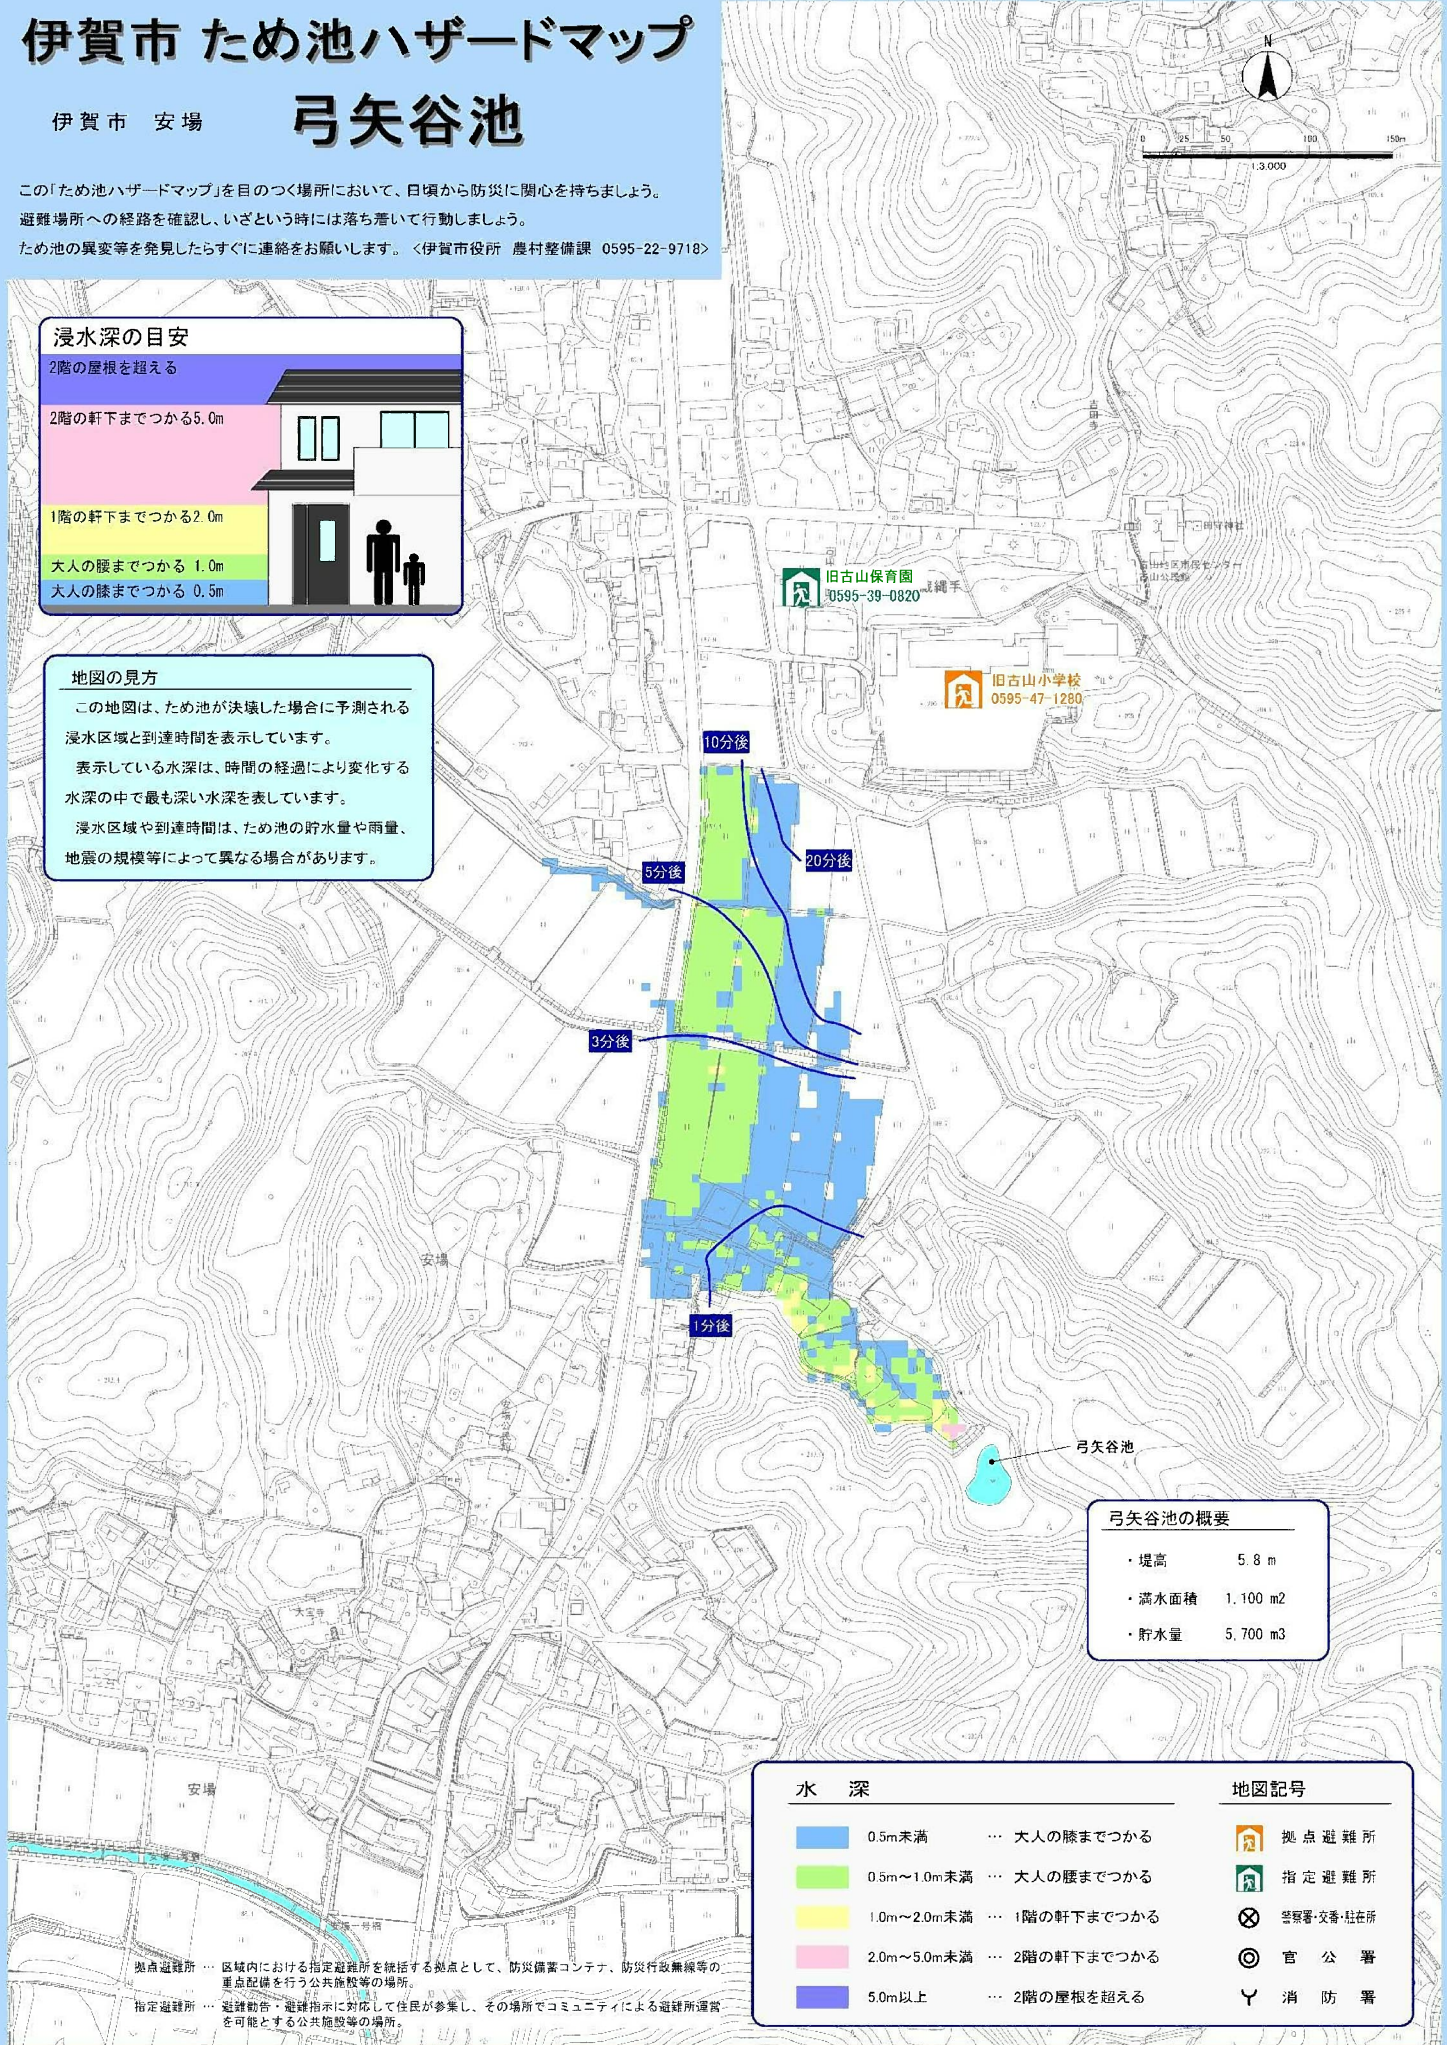 伊賀市 ため池ハザードマップ
伊賀市 安場
弓矢谷池
この「ため池ハザードマップ」を目のつく場所において、日頃から防災に関心を持ちましょう。
避難場所への経路を確認し、いざという時には落ち着いて行動しましょう。
ため池の異変等を発見したらすぐに連絡をお願いします。 <伊賀市役所 農村整備課 0595-22-9718>
N
0 25 50 100 150m
1:3,000
浸水深の目安
2階の屋根を超える
2階の軒下までつかる5.0m
1階の軒下までつかる2.0m
大人の腰までつかる 1.0m
大人の膝までつかる 0.5m
旧古山保育園
0595-39-0820
縄手
旧古山小学校
0595-47-1280
地図の見方
この地図は、ため池が決壊した場合に予測される
浸水区域と到達時間を表示しています。
表示している水深は、時間の経過により変化する
水深の中で最も深い水深を表しています。
浸水区域や到達時間は、ため池の貯水量や雨量、
地震の規模等によって異なる場合があります。
10分後
20分後
5分後
3分後
1分後
安場
弓矢谷池
弓矢谷池の概要
・堤高 5.8 m
・満水面積 1,100 m2
・貯水量 5,700 m3
大宝寺
安場
水 深
0.5m未満 … 大人の膝までつかる
0.5m～1.0m未満 … 大人の腰までつかる
1.0m～2.0m未満 … 1階の軒下までつかる
2.0m～5.0m未満 … 2階の軒下までつかる
5.0m以上 … 2階の屋根を超える
地図記号
拠点避難所
指定避難所
警察署・交番・駐在所
官公署
消防署
拠点避難所 … 区域内における指定避難所を統括する拠点として、防災備蓄コンテナ、防災行政無線等の
重点配備を行う公共施設等の場所。
指定避難所 … 避難勧告・避難指示に対応して住民が参集し、その場所でコミュニティによる避難所運営
を可能とする公共施設等の場所。